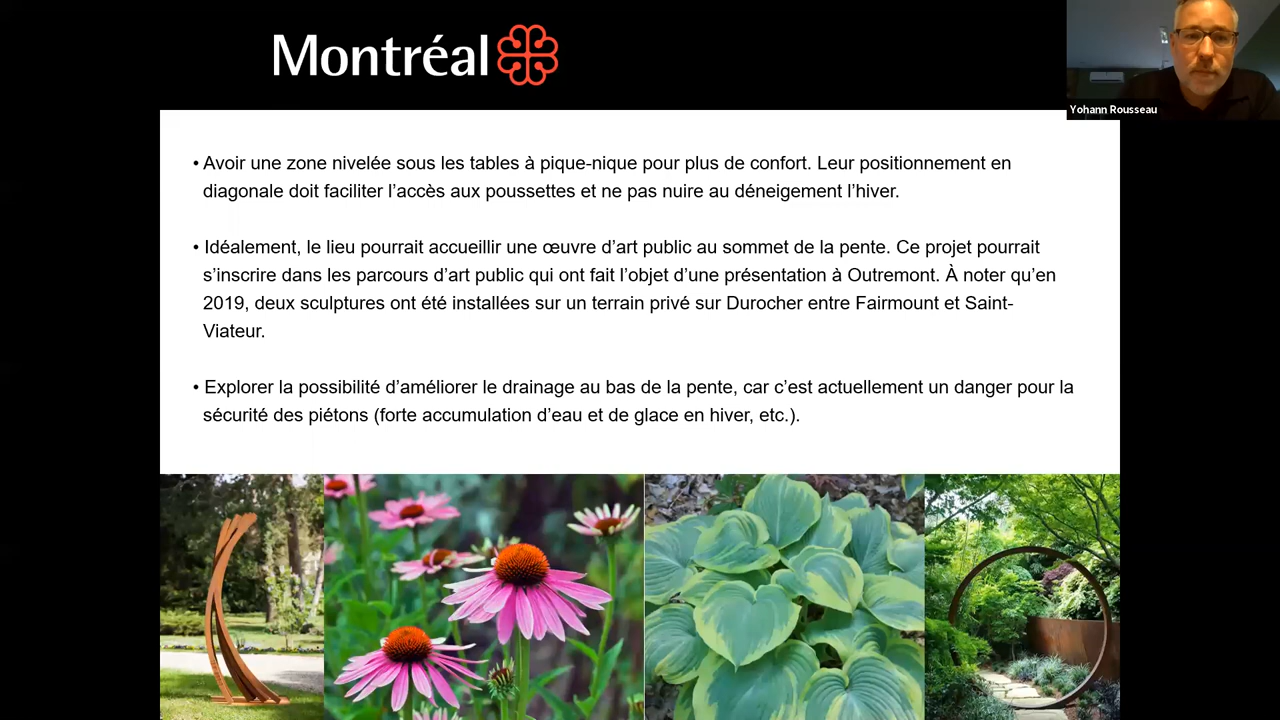 Montréal
Yohann Rousseau
• Avoir une zone nivelée sous les tables à pique-nique pour plus de confort. Leur positionnement en
diagonale doit faciliter l’accès aux poussettes et ne pas nuire au déneigement l’hiver.
• Idéalement, le lieu pourrait accueillir une œuvre d’art public au sommet de la pente. Ce projet pourrait
s’inscrire dans les parcours d’art public qui ont fait l’objet d’une présentation à Outremont. À noter qu’en
2019, deux sculptures ont été installées sur un terrain privé sur Durocher entre Fairmount et Saint-
Viateur.
• Explorer la possibilité d’améliorer le drainage au bas de la pente, car c’est actuellement un danger pour la
sécurité des piétons (forte accumulation d’eau et de glace en hiver, etc.).